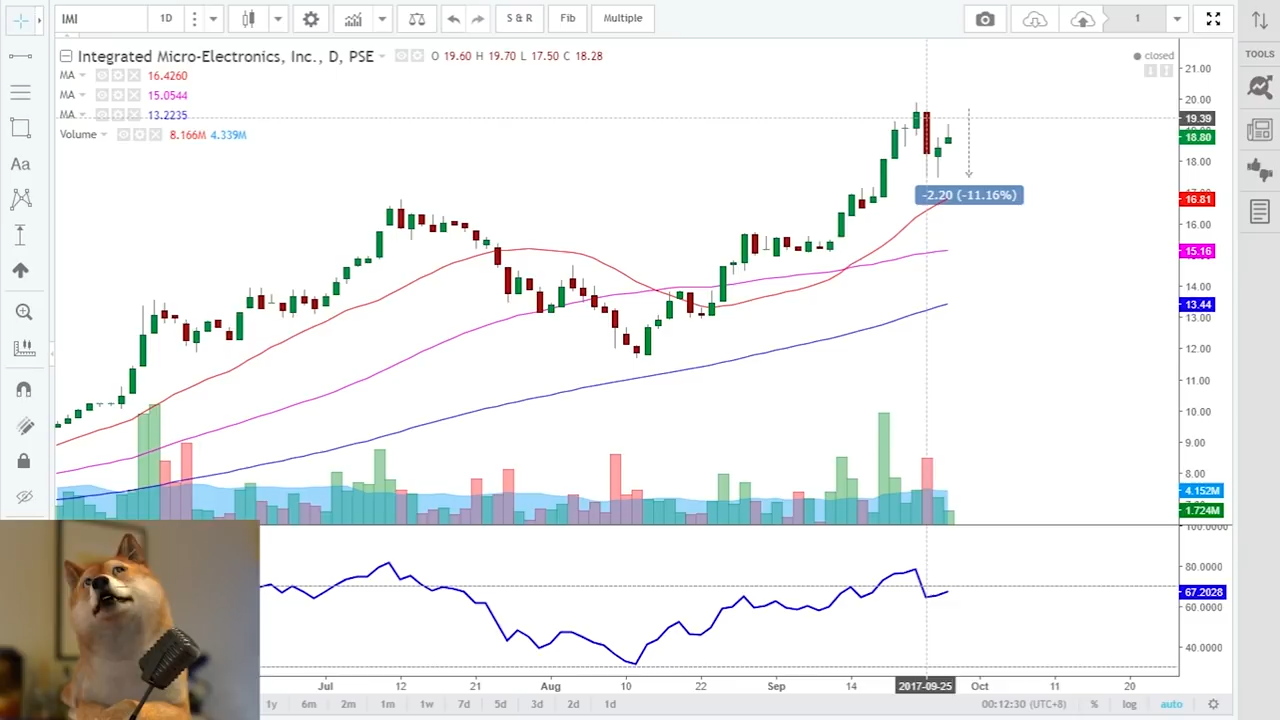 IMI 1D S & R Fib Multiple 1
Integrated Micro-Electronics, Inc., D, PSE O 19.60 H 19.70 L 17.50 C 18.28
closed
MA 16.4260
MA 15.0544
MA 13.2235
Volume 8.166M 4.339M
TOOLS
21.00
20.00
19.39
18.80
18.00
-2.20 (-11.16%)
16.81
16.00
15.16
14.00
13.44
13.00
12.00
11.00
10.00
9.00
8.00
4.152M
1.724M
100.0000
80.0000
67.2028
60.0000
40.0000
Jul 12 21 Aug 10 22 Sep 14 2017-09-25 Oct 11 20
1y 6m 2m 1m 1w 7d 5d 3d 2d 1d 00:12:30 (UTC+8) % log auto